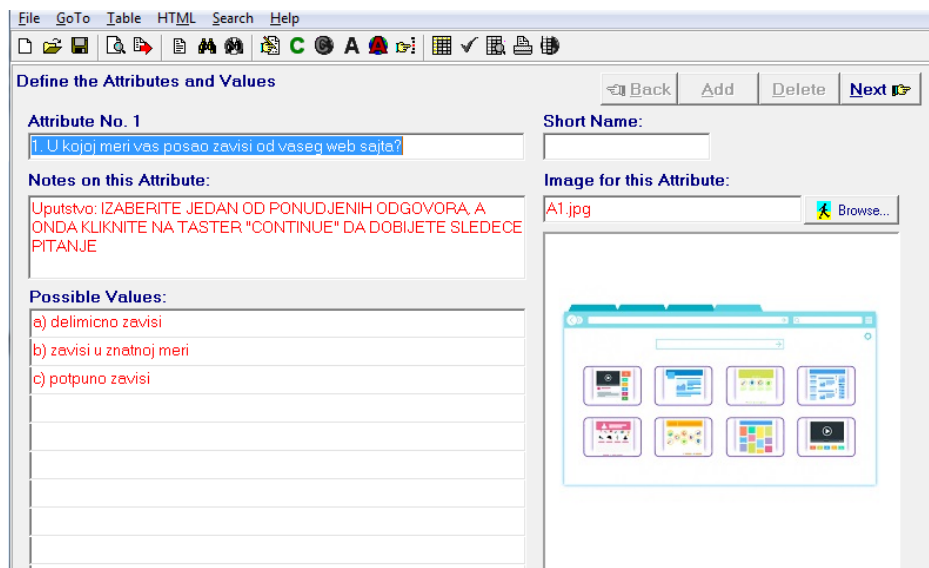 File GoTo Table HTML Search Help
Define the Attributes and Values
Back Add Delete Next
Attribute No. 1
Short Name:
1. U kojoj meri vas posao zavisi od vaseg web sajta?
Notes on this Attribute:
Image for this Attribute:
Uputstvo: IZABERITE JEDAN OD PONUDJENIH ODGOVORA, A
ONDA KLIKNITE NA TASTER "CONTINUE" DA DOBIJETE SLEDECE
PITANJE
A1.jpg
Browse...
Possible Values:
a) delimicno zavisi
b) zavisi u znatnoj meri
c) potpuno zavisi